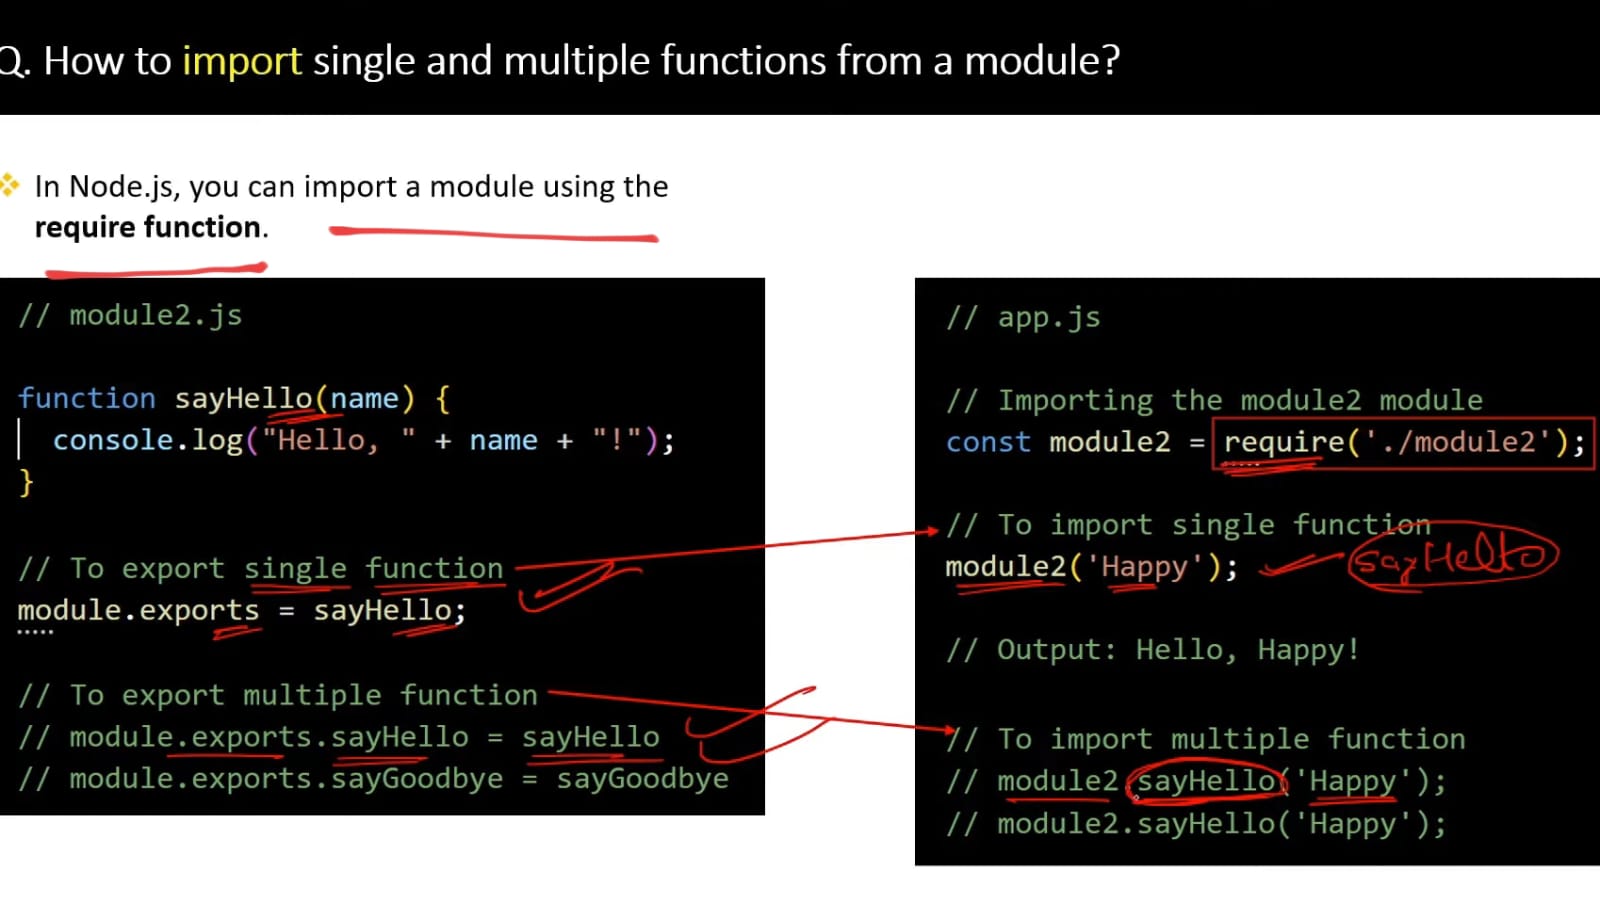 Q. How to import single and multiple functions from a module?
In Node.js, you can import a module using the
require function.
// module2.js
function sayHello(name) {
console.log("Hello, " + name + "!");
}
// To export single function
module.exports = sayHello;
// To export multiple function
// module.exports.sayHello = sayHello
// module.exports.sayGoodbye = sayGoodbye
// app.js
// Importing the module2 module
const module2 = require('./module2');
// To import single function
module2('Happy');
sayHello
// Output: Hello, Happy!
// To import multiple function
// module2.sayHello('Happy');
// module2.sayHello('Happy');